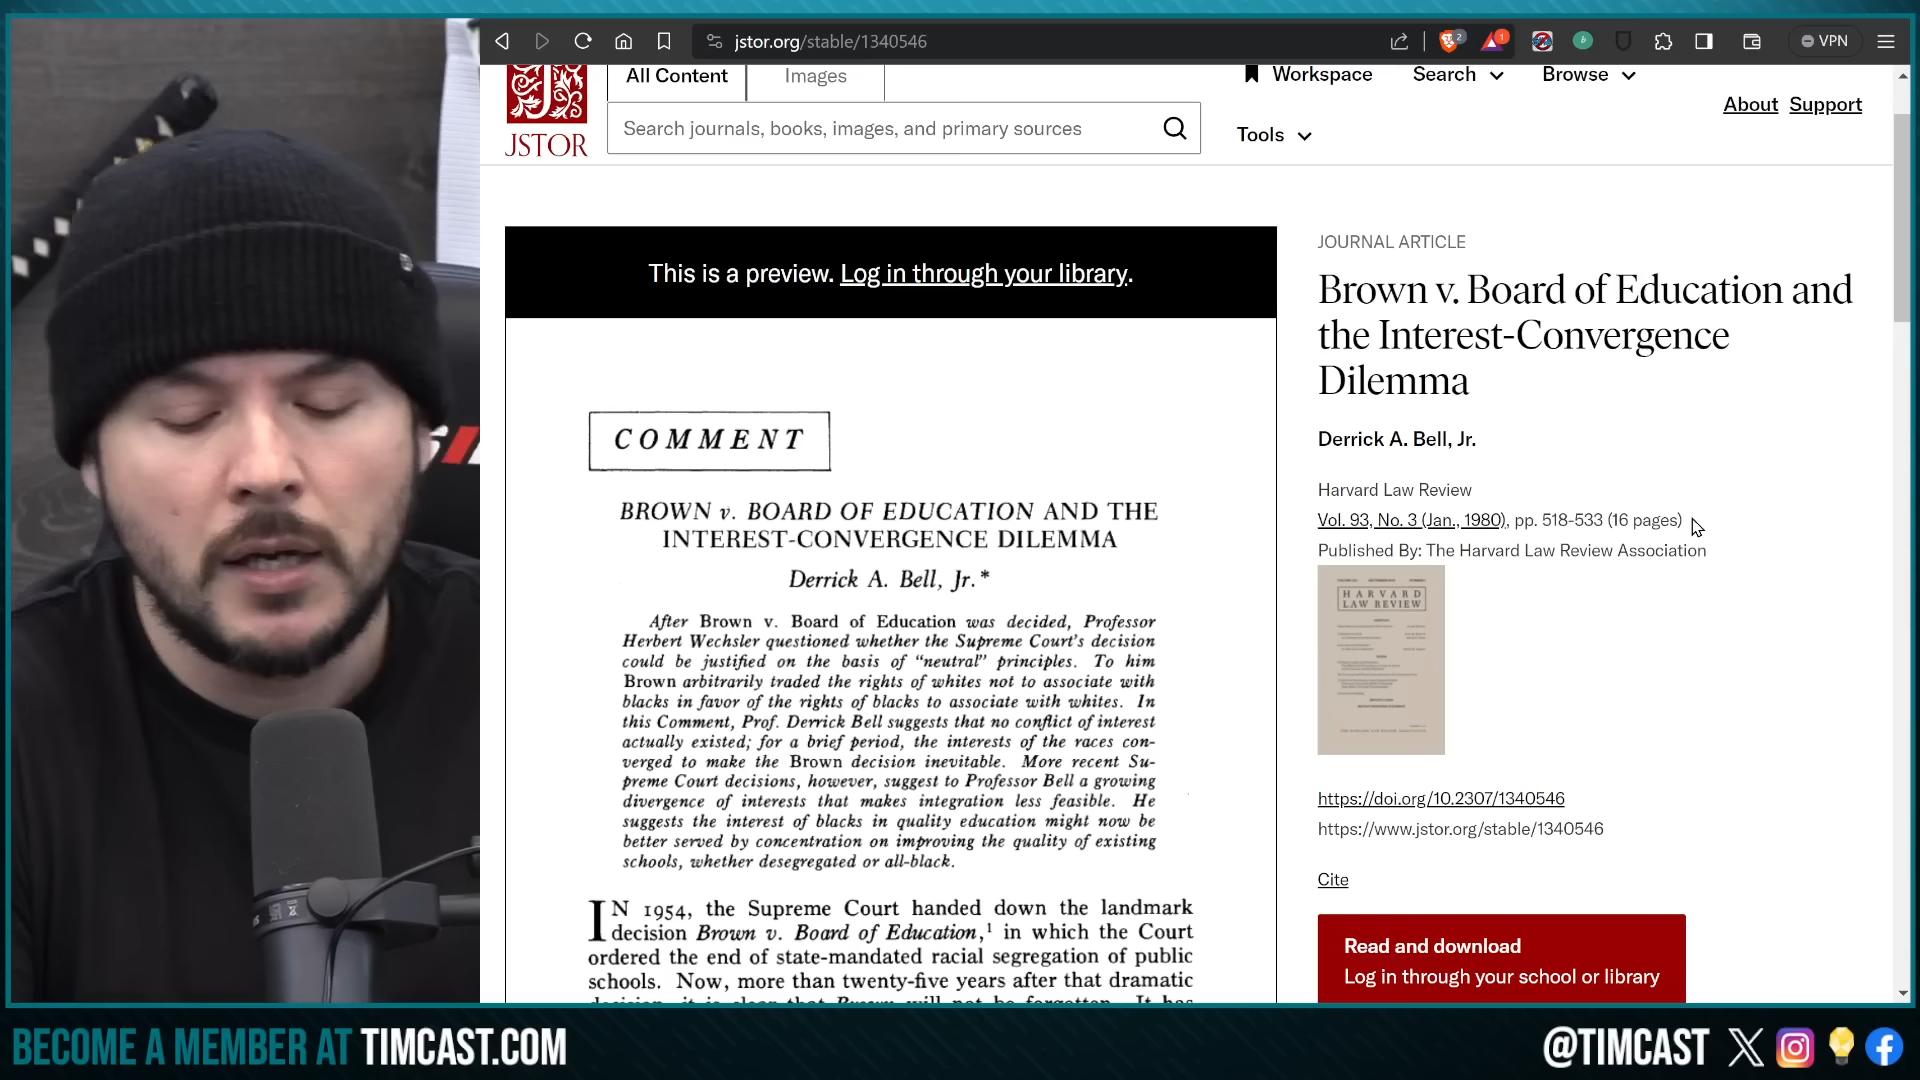 jstor.org/stable/1340546
2
1
VPN
All Content
Images
Workspace
Search
Browse
About
Support
JSTOR
Search journals, books, images, and primary sources
Tools
This is a preview. Log in through your library.
COMMENT
BROWN v. BOARD OF EDUCATION AND THE
INTEREST-CONVERGENCE DILEMMA
Derrick A. Bell, Jr.*
After Brown v. Board of Education was decided, Professor
Herbert Wechsler questioned whether the Supreme Court's decision
could be justified on the basis of "neutral" principles. To him
Brown arbitrarily traded the rights of whites not to associate with
blacks in favor of the rights of blacks to associate with whites. In
this Comment, Prof. Derrick Bell suggests that no conflict of interest
actually existed; for a brief period, the interests of the races con-
verged to make the Brown decision inevitable. More recent Su-
preme Court decisions, however, suggest to Professor Bell a growing
divergence of interests that makes integration less feasible. He
suggests the interest of blacks in quality education might now be
better served by concentration on improving the quality of existing
schools, whether desegregated or all-black.
IN 1954, the Supreme Court handed down the landmark
decision Brown v. Board of Education,¹ in which the Court
ordered the end of state-mandated racial segregation of public
schools. Now, more than twenty-five years after that dramatic
decision, it is clear that Brown will not be forgotten. It has
JOURNAL ARTICLE
Brown v. Board of Education and
the Interest-Convergence
Dilemma
Derrick A. Bell, Jr.
Harvard Law Review
Vol. 93, No. 3 (Jan., 1980), pp. 518-533 (16 pages)
Published By: The Harvard Law Review Association
HARVARD
LAW REVIEW
https://doi.org/10.2307/1340546
https://www.jstor.org/stable/1340546
Cite
Read and download
Log in through your school or library
BECOME A MEMBER AT TIMCAST.COM
@TIMCAST